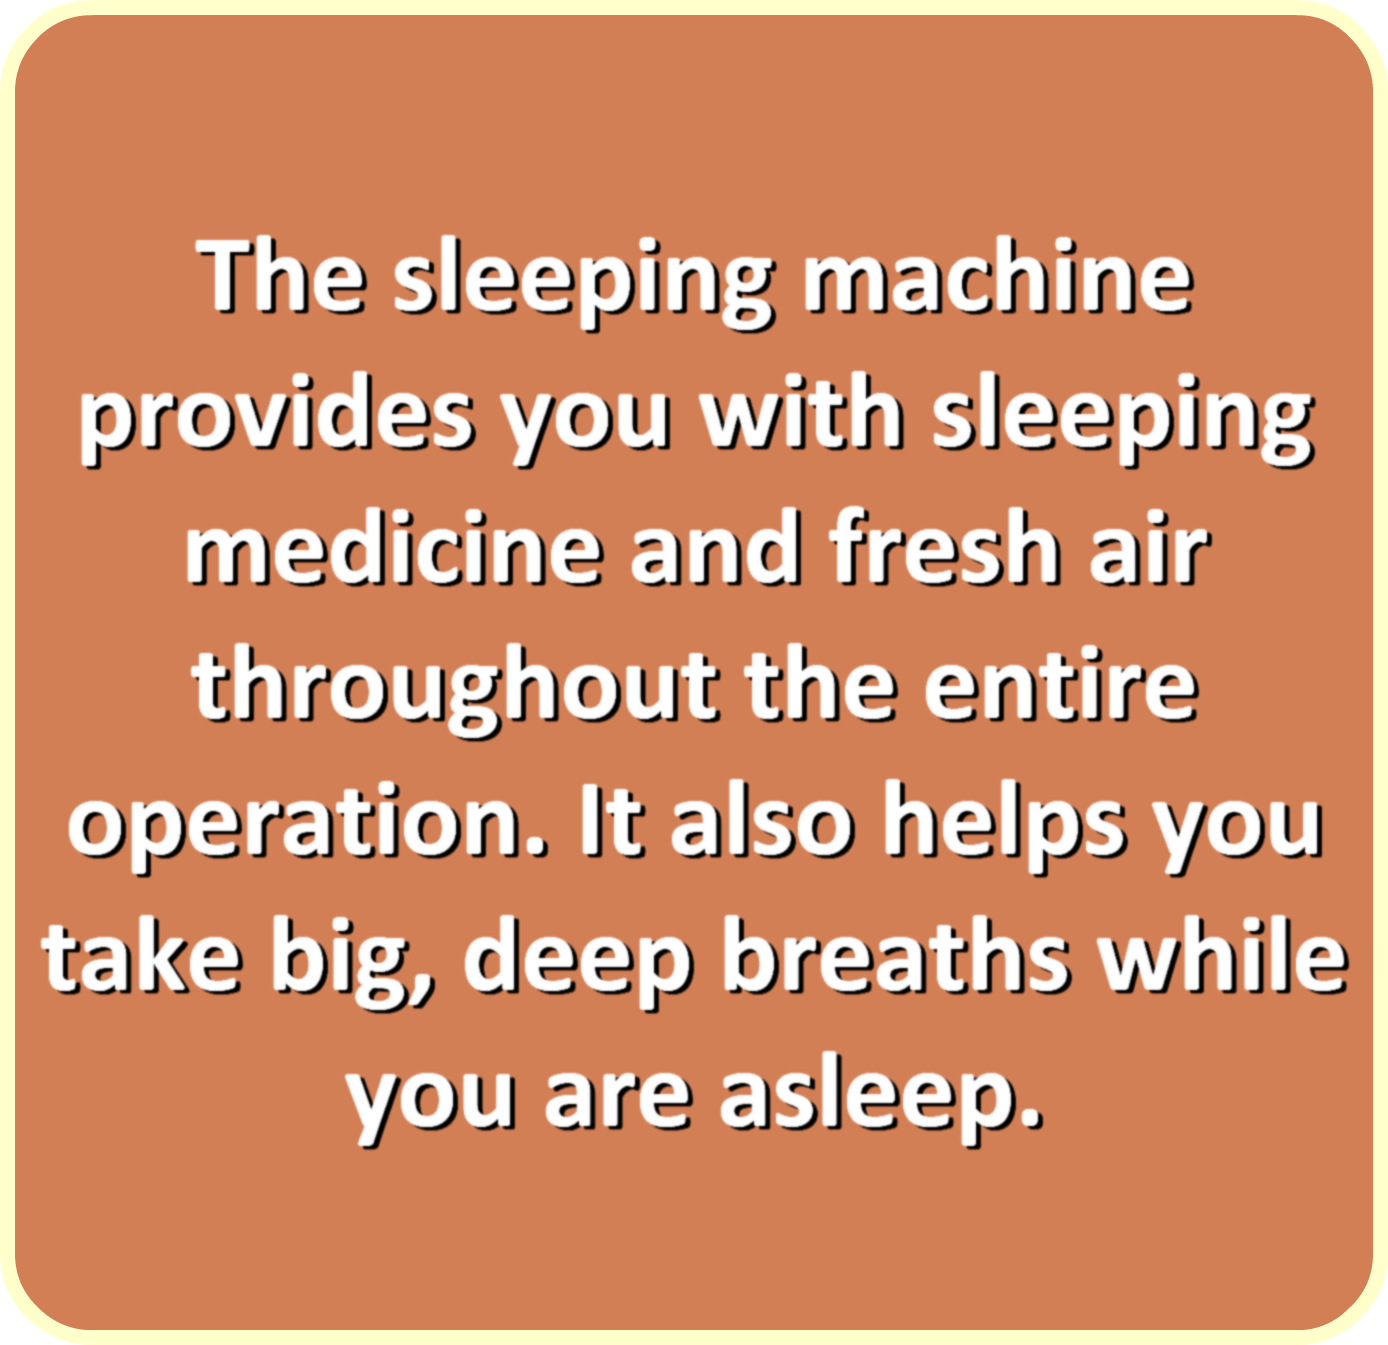 The sleeping machine
provides you with sleeping
medicine and fresh air
throughout the entire
operation. It also helps you
take big, deep breaths while
you are asleep.